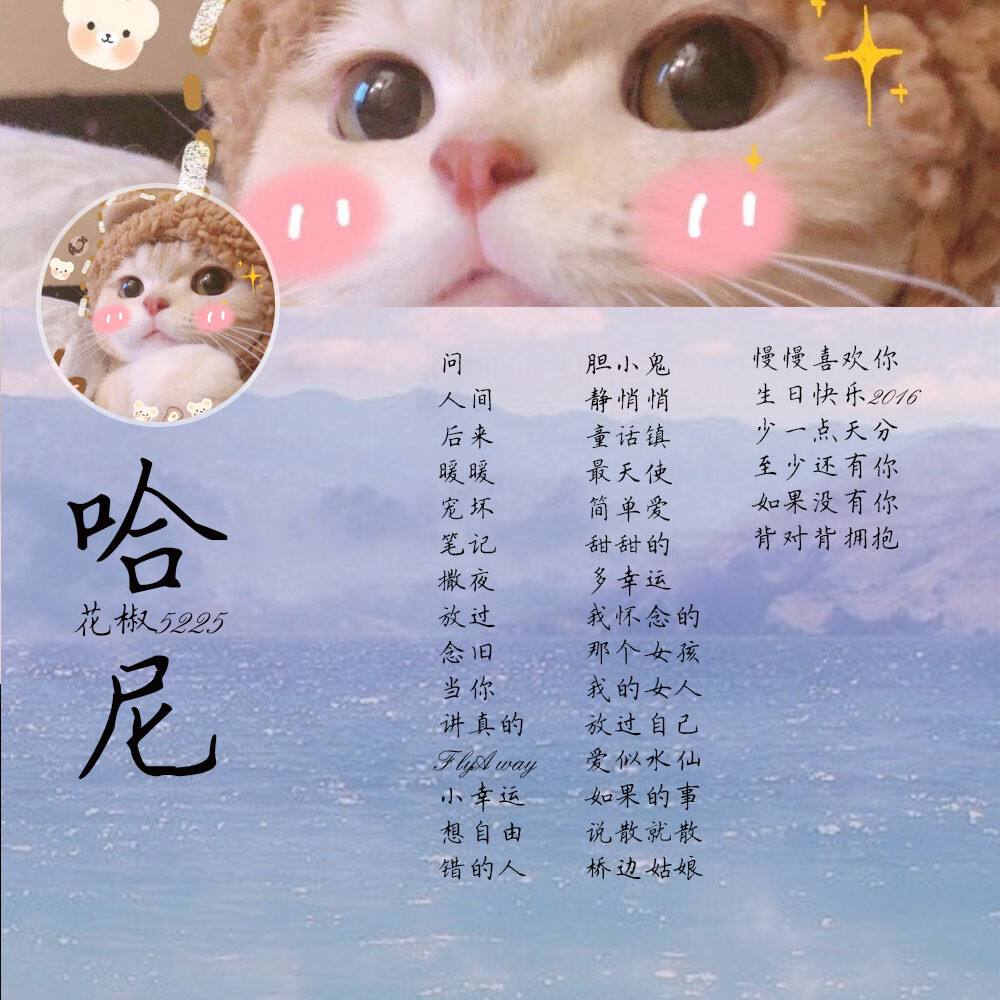 哈尼
花椒5225
问
人间
后来
暖暖
宠坏
笔记
撒夜
放过
念旧
当你
讲真的
FlyAway
小幸运
想自由
错的人
胆小鬼
静悄悄
童话镇
最天使
简单爱
甜甜的
多幸运
我怀念的
那个女孩
我的女人
放过自己
爱似水仙
如果的事
说散就散
桥边姑娘
慢慢喜欢你
生日快乐2016
少一点天分
至少还有你
如果没有你
背对背拥抱